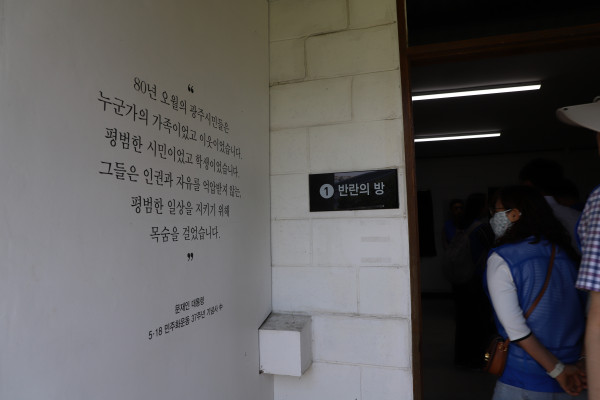 ❝
80년 오월의 광주시민들은
누군가의 가족이었고 이웃이었습니다.
평범한 시민이었고 학생이었습니다.
그들은 인권과 자유를 억압받지 않는,
평범한 일상을 지키기 위해
목숨을 걸었습니다.
❞
문재인 대통령
5·18 민주화운동 37주년 기념사 中
① 반란의 방